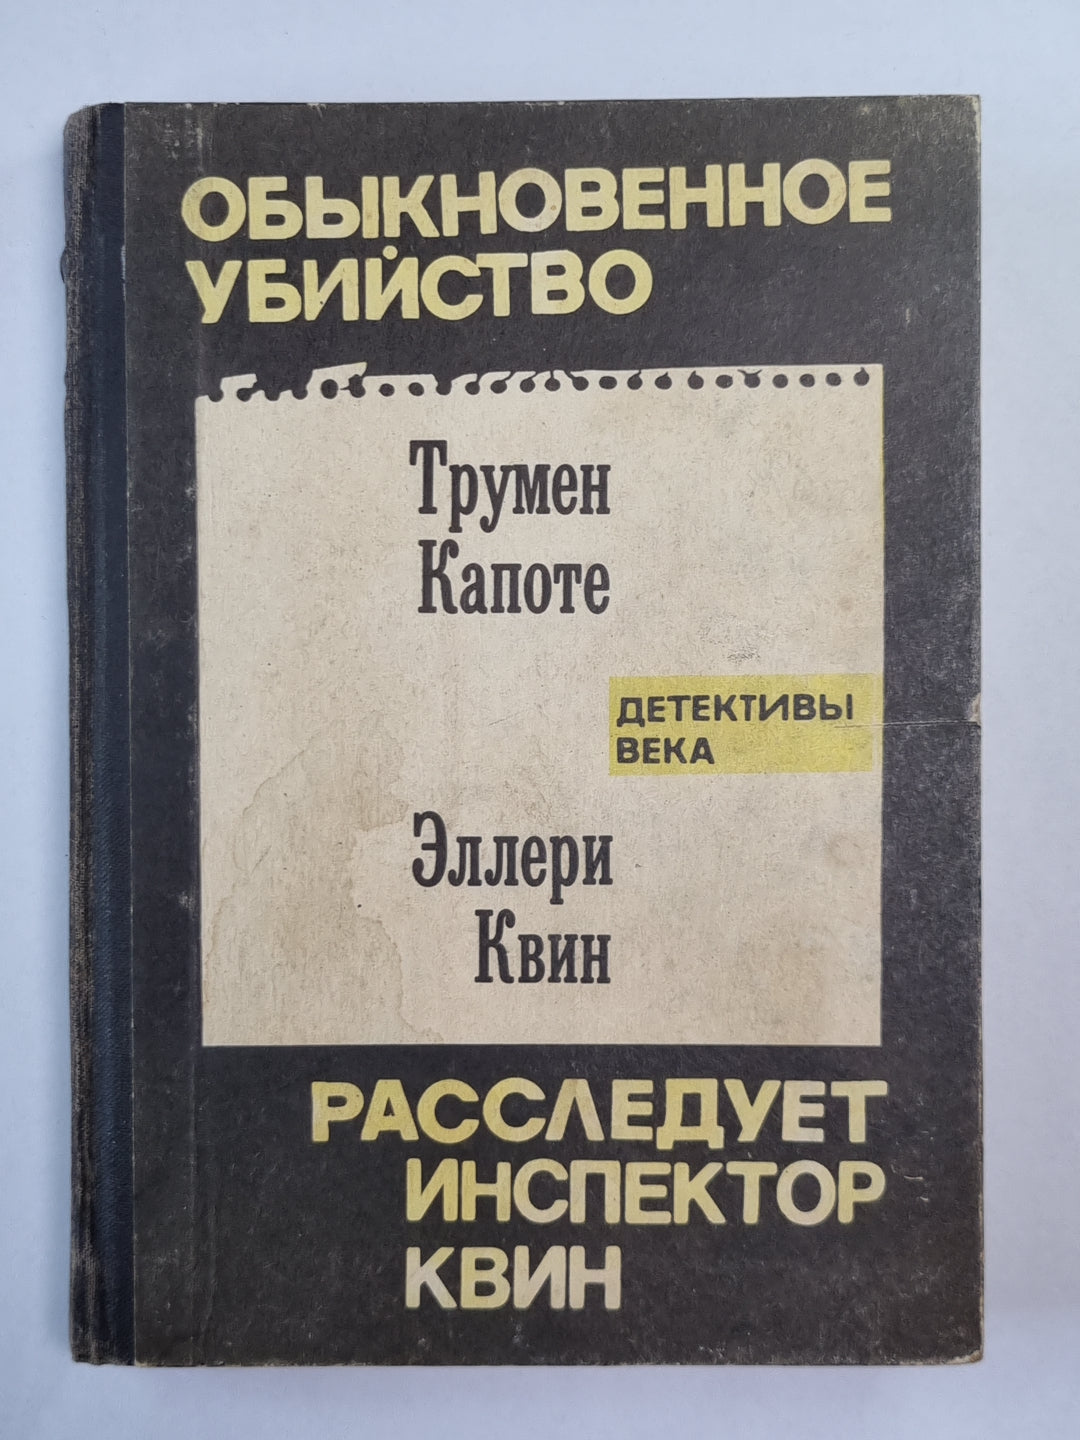 ОБЫКНОВЕННОЕ
УБИЙСТВО
Трумен
Капоте
ДЕТЕКТИВЫ
ВЕКА
Эллери
Квин
РАССЛЕДУЕТ
ИНСПЕКТОР
КВИН